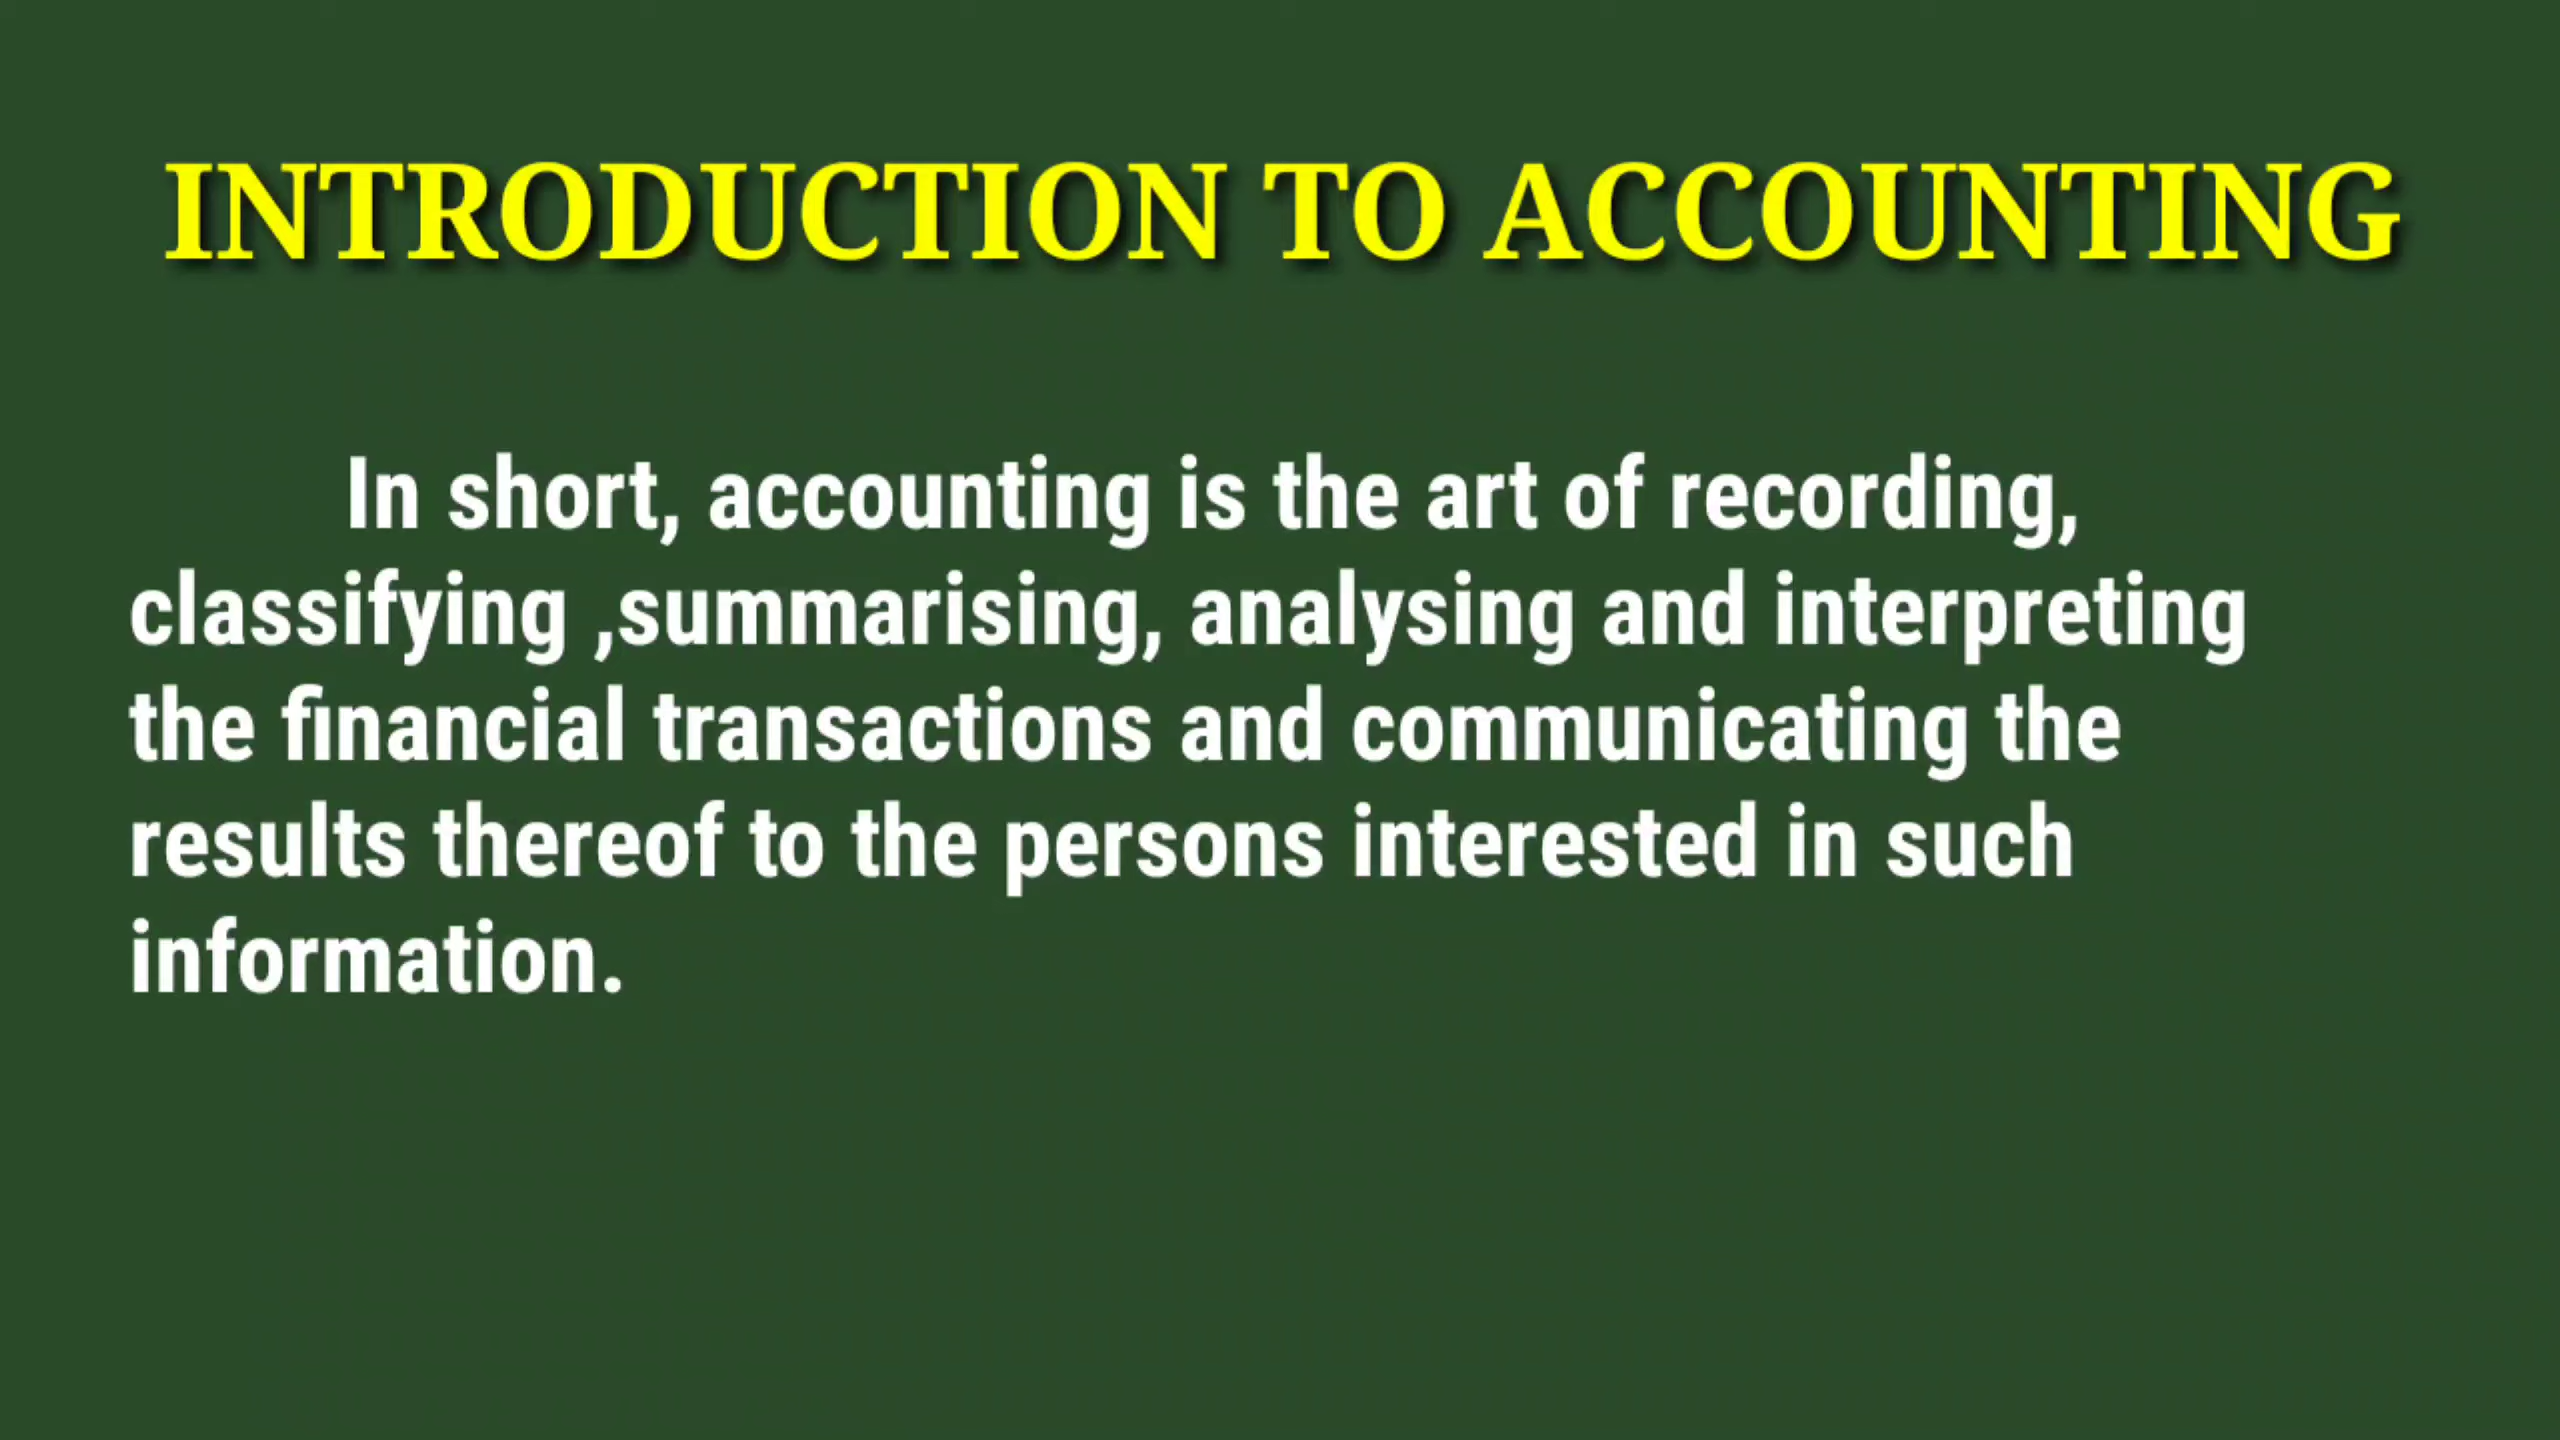 INTRODUCTION TO ACCOUNTING
In short, accounting is the art of recording,
classifying ,summarising, analysing and interpreting
the financial transactions and communicating the
results thereof to the persons interested in such
information.